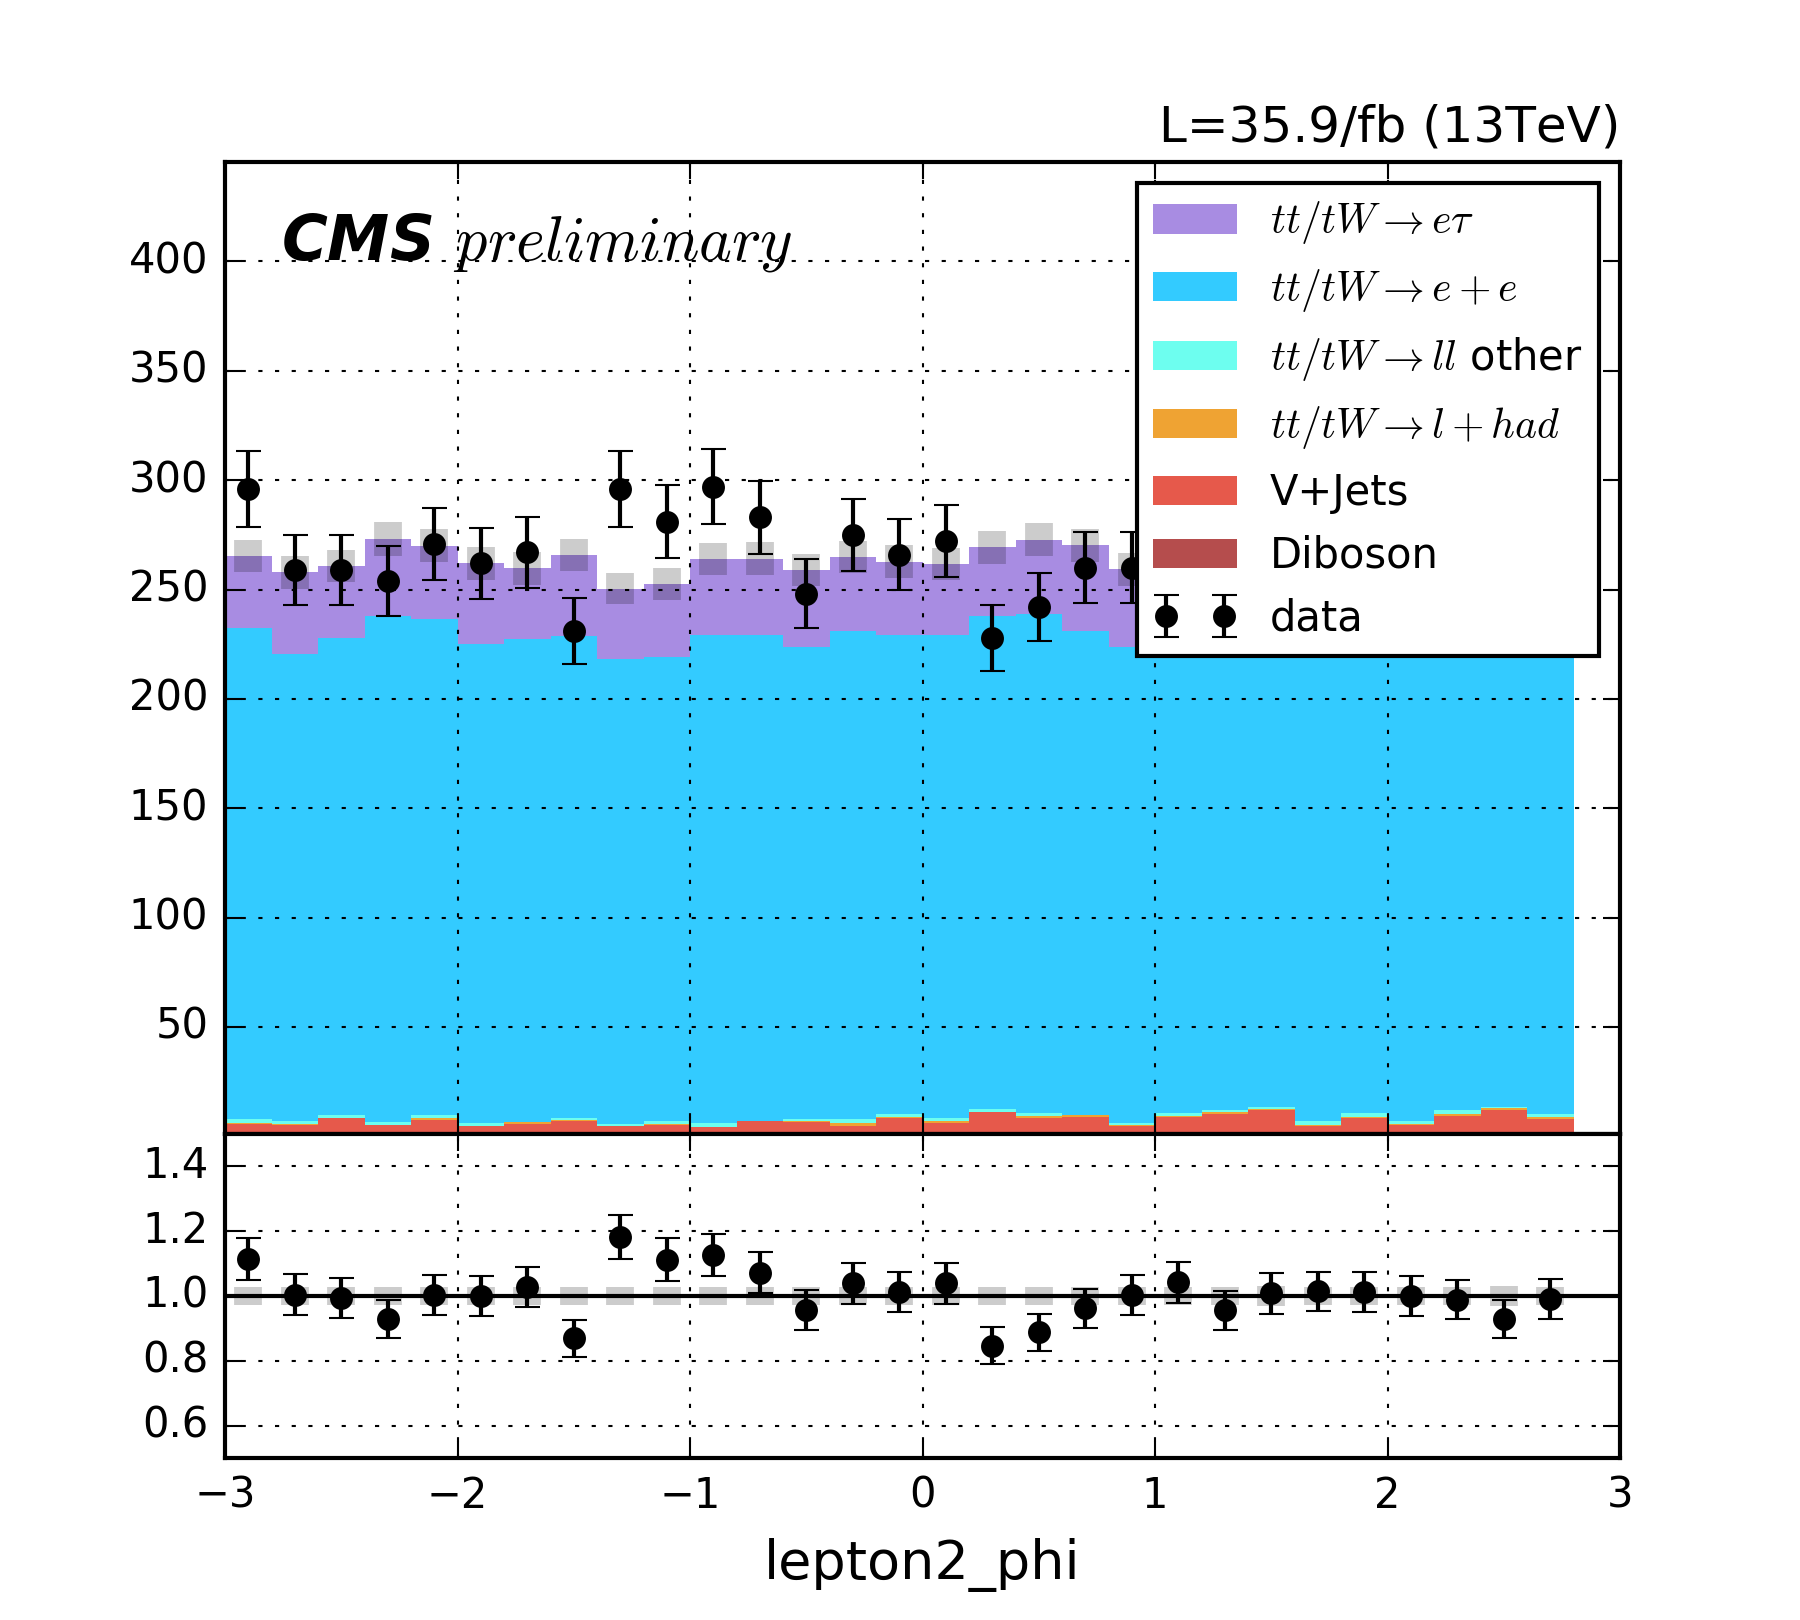 L=35.9/fb (13TeV)
CMS preliminary
tt/tW→eτ
tt/tW→e+e
tt/tW→ll other
tt/tW→l+had
V+Jets
Diboson
data
400
350
300
250
200
150
100
50
1.4
1.2
1.0
0.8
0.6
−3 −2 −1 0 1 2 3
lepton2_phi